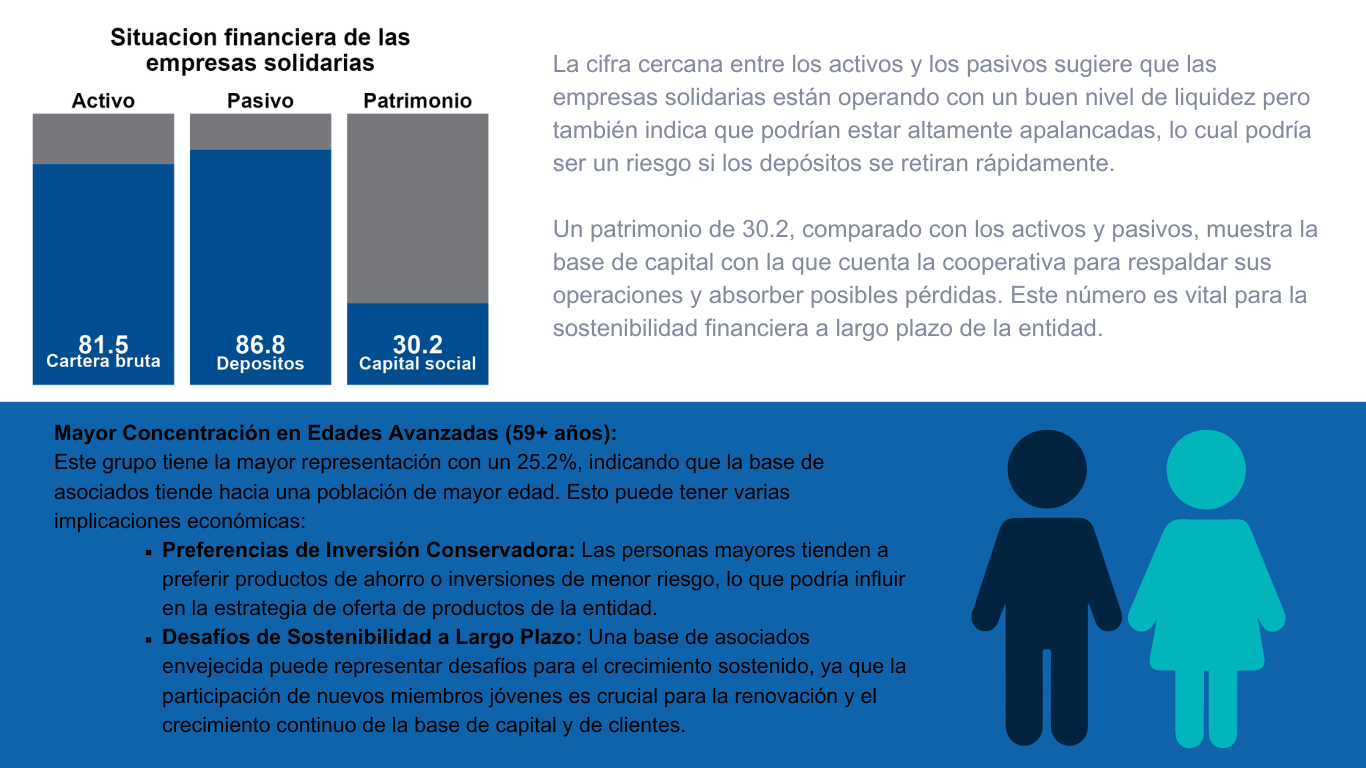 Situacion financiera de las
empresas solidarias
Activo
Pasivo
Patrimonio
81.5
Cartera bruta
86.8
Depositos
30.2
Capital social
La cifra cercana entre los activos y los pasivos sugiere que las
empresas solidarias están operando con un buen nivel de liquidez pero
también indica que podrían estar altamente apalancadas, lo cual podría
ser un riesgo si los depósitos se retiran rápidamente.
Un patrimonio de 30.2, comparado con los activos y pasivos, muestra la
base de capital con la que cuenta la cooperativa para respaldar sus
operaciones y absorber posibles pérdidas. Este número es vital para la
sostenibilidad financiera a largo plazo de la entidad.
Mayor Concentración en Edades Avanzadas (59+ años):
Este grupo tiene la mayor representación con un 25.2%, indicando que la base de
asociados tiende hacia una población de mayor edad. Esto puede tener varias
implicaciones económicas:
▪ Preferencias de Inversión Conservadora: Las personas mayores tienden a
preferir productos de ahorro o inversiones de menor riesgo, lo que podría influir
en la estrategia de oferta de productos de la entidad.
▪ Desafíos de Sostenibilidad a Largo Plazo: Una base de asociados
envejecida puede representar desafíos para el crecimiento sostenido, ya que la
participación de nuevos miembros jóvenes es crucial para la renovación y el
crecimiento continuo de la base de capital y de clientes.